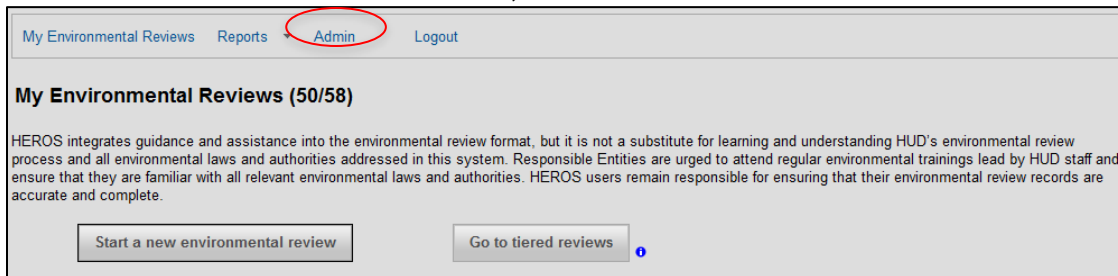 My Environmental Reviews Reports Admin Logout
My Environmental Reviews (50/58)
HEROS integrates guidance and assistance into the environmental review format, but it is not a substitute for learning and understanding HUD's environmental review
process and all environmental laws and authorities addressed in this system. Responsible Entities are urged to attend regular environmental trainings lead by HUD staff and
ensure that they are familiar with all relevant environmental laws and authorities. HEROS users remain responsible for ensuring that their environmental review records are
accurate and complete.
Start a new environmental review Go to tiered reviews